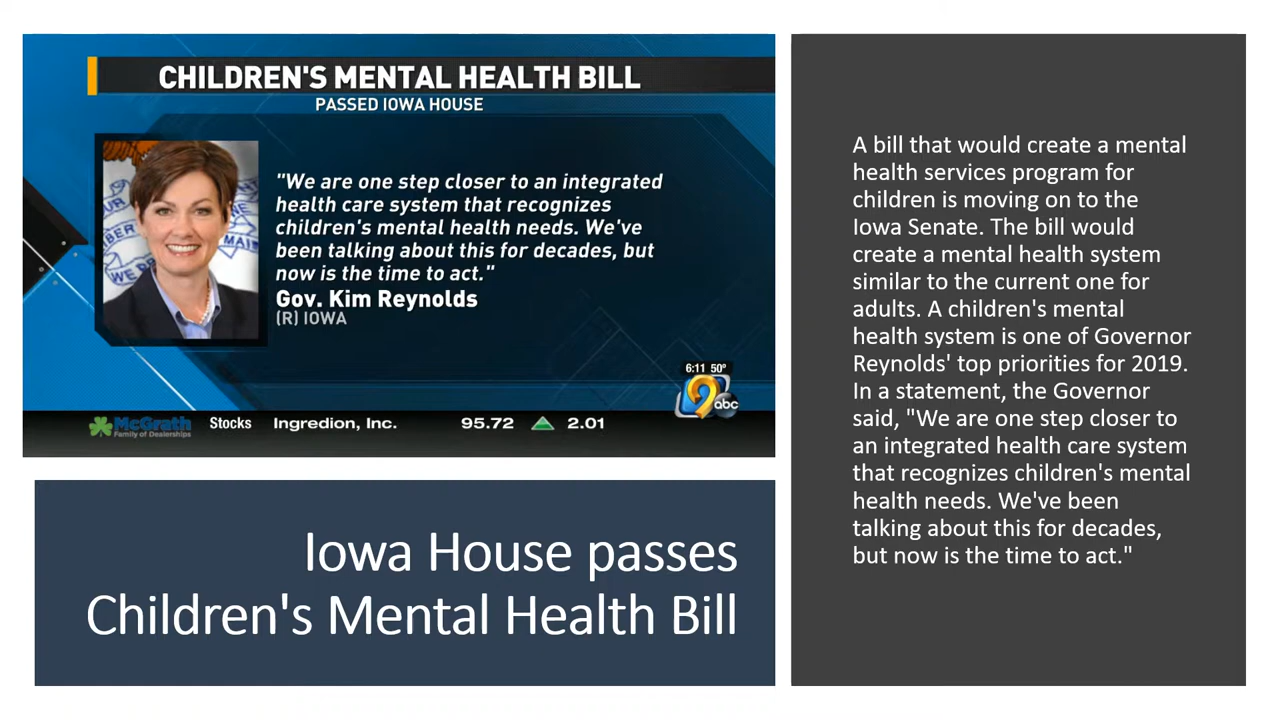 CHILDREN'S MENTAL HEALTH BILL
PASSED IOWA HOUSE
"We are one step closer to an integrated
health care system that recognizes
children's mental health needs. We've
been talking about this for decades, but
now is the time to act."
Gov. Kim Reynolds
(R) IOWA
6:11 50°
9 abc
McGrath
Family of Dealerships
Stocks Ingredion, Inc. 95.72 2.01
Iowa House passes
Children's Mental Health Bill
A bill that would create a mental
health services program for
children is moving on to the
Iowa Senate. The bill would
create a mental health system
similar to the current one for
adults. A children's mental
health system is one of Governor
Reynolds' top priorities for 2019.
In a statement, the Governor
said, "We are one step closer to
an integrated health care system
that recognizes children's mental
health needs. We've been
talking about this for decades,
but now is the time to act."